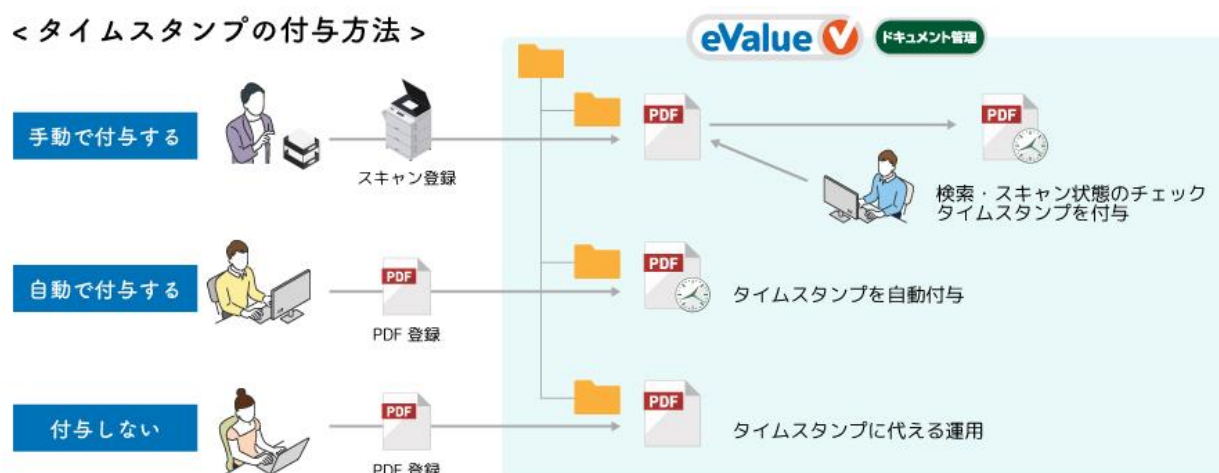 <タイムスタンプの付与方法>
eValue V ドキュメント管理
手動で付与する
スキャン登録
PDF
PDF
検索・スキャン状態のチェック
タイムスタンプを付与
自動で付与する
PDF
PDF 登録
PDF
タイムスタンプを自動付与
付与しない
PDF
PDF 登録
PDF
タイムスタンプに代える運用